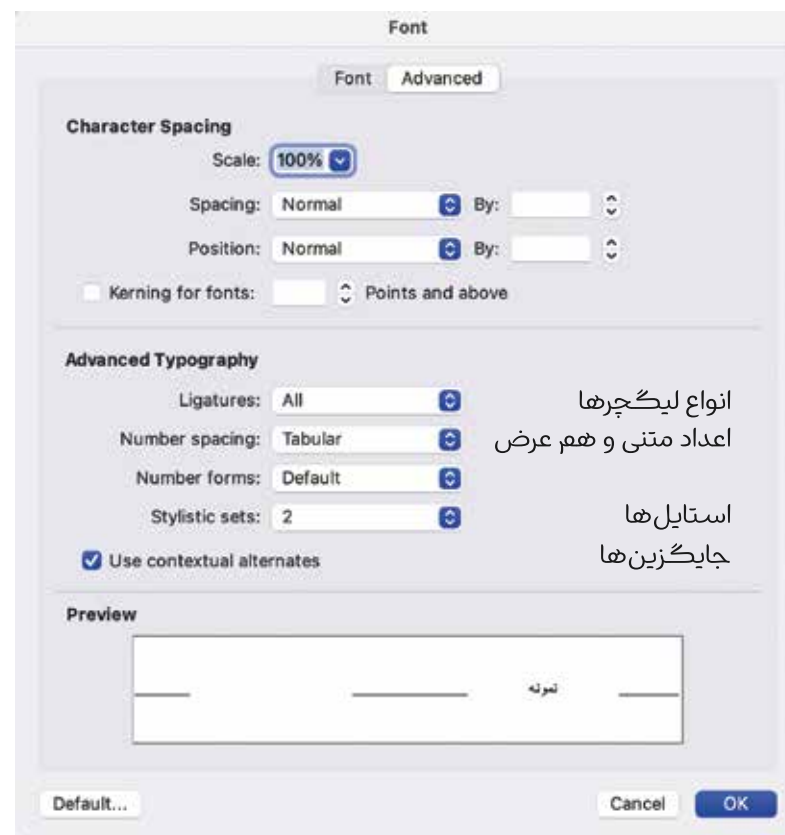 Font
Font Advanced
Character Spacing
Scale: 100%
Spacing: Normal By:
Position: Normal By:
Kerning for fonts: Points and above
Advanced Typography
Ligatures: All انواع لیگچرها
Number spacing: Tabular اعداد متنی و هم عرض
Number forms: Default
Stylistic sets: 2 استایل‌ها
Use contextual alternates جایگزین‌ها
Preview
نمونه
Default... Cancel OK